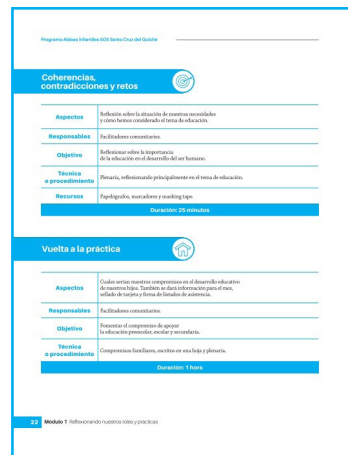 Programa Aldeas Infantiles SOS Santa Cruz del Quiché
Coherencias,
contradicciones y retos
Aspectos
Reflexión sobre la situación de nuestras necesidades
y cómo hemos considerado el tema de educación.
Responsables
Facilitadores comunitarios.
Objetivo
Reflexionar sobre la importancia
de la educación en el desarrollo del ser humano.
Técnica
o procedimiento
Plenaria, reflexionando principalmente en el tema de educación.
Recursos
Papelógrafos, marcadores y masking tape.
Duración: 25 minutos
Vuelta a la práctica
Aspectos
Cuales serían nuestros compromisos en el desarrollo educativo
de nuestros hijos. También se dará información para el mes,
sellado de tarjeta y firma de listados de asistencia.
Responsables
Facilitadores comunitarios.
Objetivo
Fomentar el compromiso de apoyar
la educación preescolar, escolar y secundaria.
Técnica
o procedimiento
Compromisos familiares, escritos en una hoja y plenaria.
Duración: 1 hora
22 Módulo 1 Reflexionando nuestros roles y prácticas